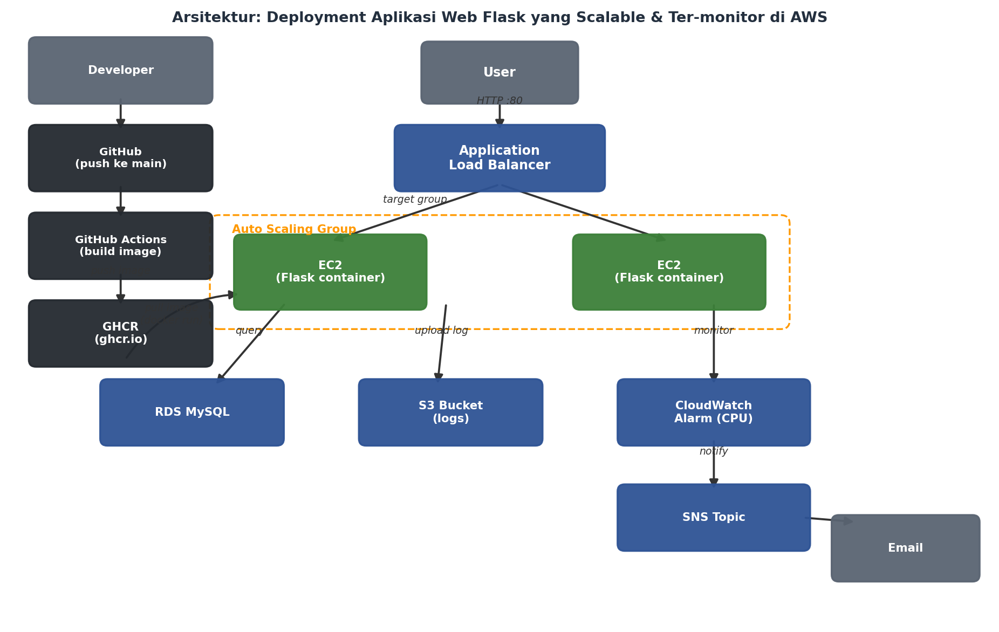 Arsitektur: Deployment Aplikasi Web Flask yang Scalable & Ter-monitor di AWS
Developer
User
HTTP :80
GitHub
(push ke main)
Application
Load Balancer
target group
GitHub Actions
(build image)
Auto Scaling Group
EC2
(Flask container)
EC2
(Flask container)
GHCR
(ghcr.io)
query
upload log
monitor
RDS MySQL
S3 Bucket
(logs)
CloudWatch
Alarm (CPU)
notify
SNS Topic
Email